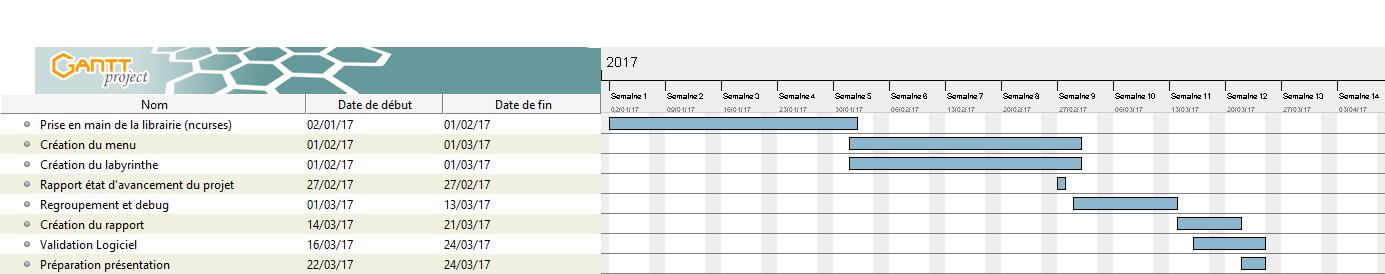 GANTT
project
2017
Semaine 1 Semaine 2 Semaine 3 Semaine 4 Semaine 5 Semaine 6 Semaine 7 Semaine 8 Semaine 9 Semaine 10 Semaine 11 Semaine 12 Semaine 13 Semaine 14
Nom Date de début Date de fin 02/01/17 09/01/17 16/01/17 23/01/17 30/01/17 06/02/17 13/02/17 20/02/17 27/02/17 06/03/17 13/03/17 20/03/17 27/03/17 03/04/17
Prise en main de la librairie (ncurses) 02/01/17 01/02/17
Création du menu 01/02/17 01/03/17
Création du labyrinthe 01/02/17 01/03/17
Rapport état d'avancement du projet 27/02/17 27/02/17
Regroupement et debug 01/03/17 13/03/17
Création du rapport 14/03/17 21/03/17
Validation Logiciel 16/03/17 24/03/17
Préparation présentation 22/03/17 24/03/17